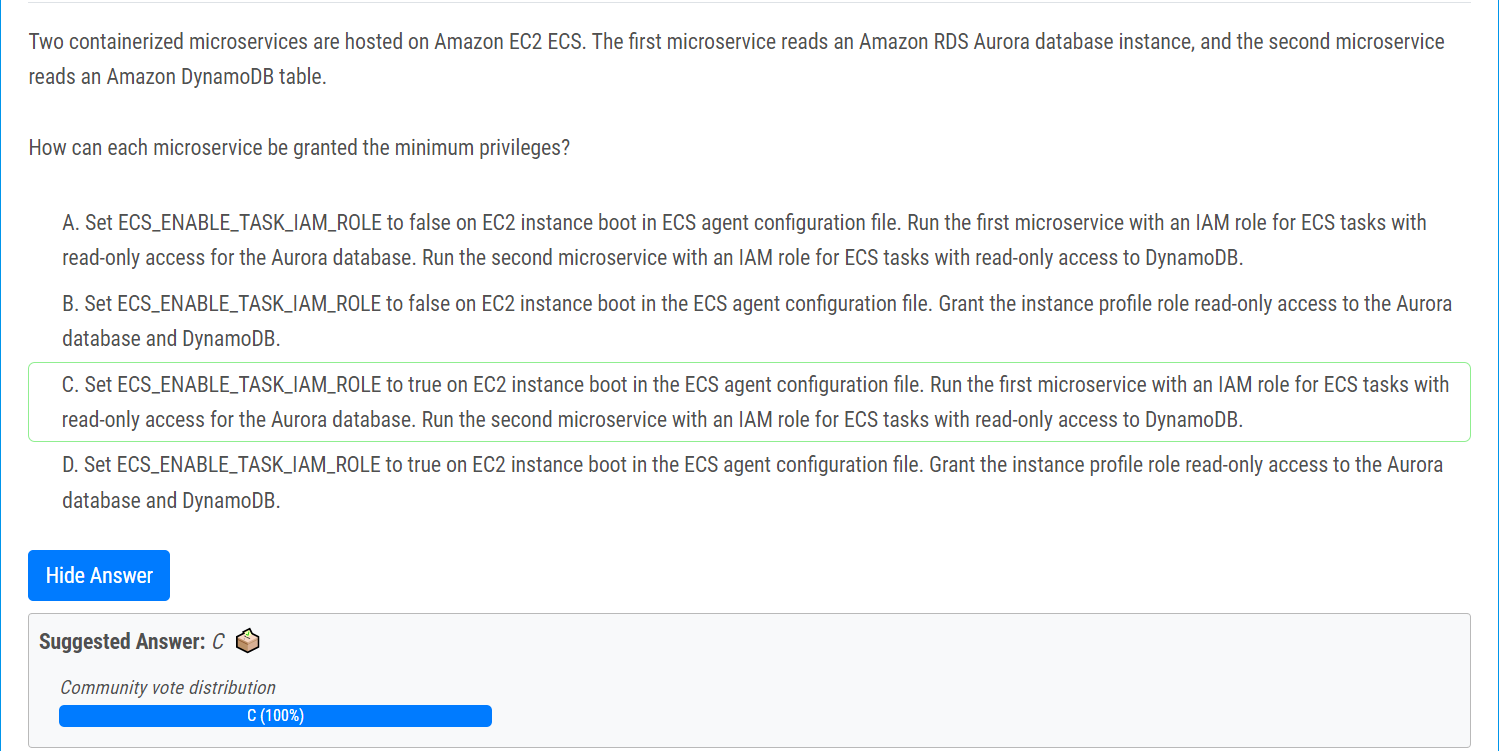 Two containerized microservices are hosted on Amazon EC2 ECS. The first microservice reads an Amazon RDS Aurora database instance, and the second microservice
reads an Amazon DynamoDB table.
How can each microservice be granted the minimum privileges?
A. Set ECS_ENABLE_TASK_IAM_ROLE to false on EC2 instance boot in ECS agent configuration file. Run the first microservice with an IAM role for ECS tasks with
read-only access for the Aurora database. Run the second microservice with an IAM role for ECS tasks with read-only access to DynamoDB.
B. Set ECS_ENABLE_TASK_IAM_ROLE to false on EC2 instance boot in the ECS agent configuration file. Grant the instance profile role read-only access to the Aurora
database and DynamoDB.
C. Set ECS_ENABLE_TASK_IAM_ROLE to true on EC2 instance boot in the ECS agent configuration file. Run the first microservice with an IAM role for ECS tasks with
read-only access for the Aurora database. Run the second microservice with an IAM role for ECS tasks with read-only access to DynamoDB.
D. Set ECS_ENABLE_TASK_IAM_ROLE to true on EC2 instance boot in the ECS agent configuration file. Grant the instance profile role read-only access to the Aurora
database and DynamoDB.
Hide Answer
Suggested Answer: C
Community vote distribution
C (100%)